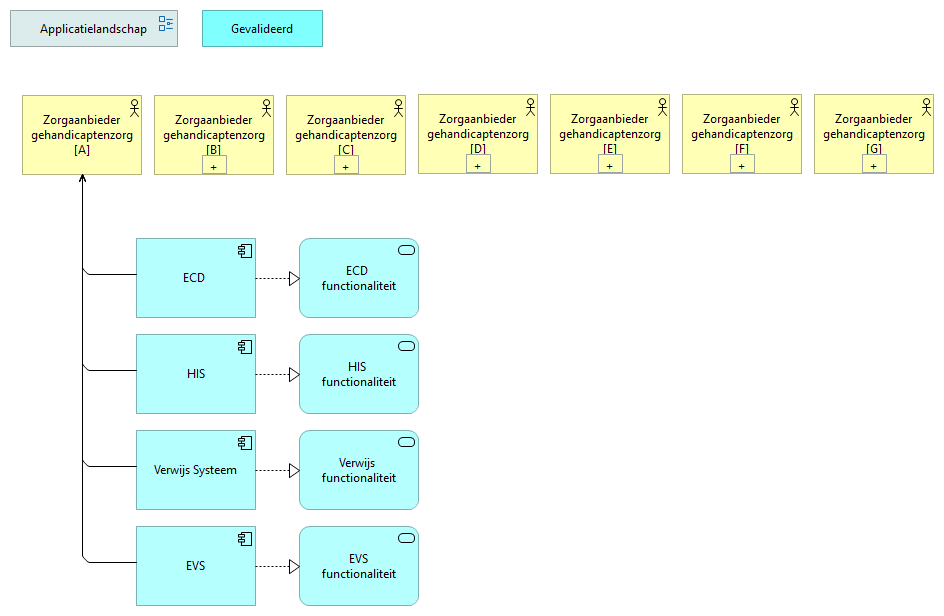 Applicatielandschap
Gevalideerd
Zorgaanbieder
gehandicaptenzorg
[A]
Zorgaanbieder
gehandicaptenzorg
[B]
+
Zorgaanbieder
gehandicaptenzorg
[C]
+
Zorgaanbieder
gehandicaptenzorg
[D]
+
Zorgaanbieder
gehandicaptenzorg
[E]
+
Zorgaanbieder
gehandicaptenzorg
[F]
+
Zorgaanbieder
gehandicaptenzorg
[G]
+
ECD
ECD
functionaliteit
HIS
HIS
functionaliteit
Verwijs Systeem
Verwijs
functionaliteit
EVS
EVS
functionaliteit